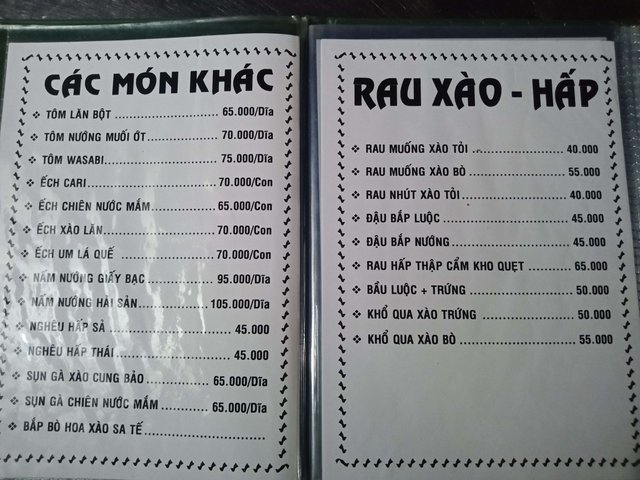 CÁC MÓN KHÁC
❖ TÔM LĂN BỘT ........................ 65.000/Dĩa
❖ TÔM NƯỚNG MUỐI ỚT ................. 70.000/Dĩa
❖ TÔM WASABI........................... 75.000/Dĩa
❖ ẾCH CARI.............................. 70.000/Con
❖ ẾCH CHIÊN NƯỚC MẮM ............... 65.000/Con
❖ ẾCH XÀO LĂN......................... 70.000/Con
❖ ẾCH UM LÁ QUẾ ...................... 70.000/Con
❖ NẤM NƯỚNG GIẤY BẠC ............... 95.000/Dĩa
❖ NẤM NƯỚNG HẢI SẢN ................ 105.000/Dĩa
❖ NGHÊU HẤP SẢ ........................ 45.000
❖ NGHÊU HẤP THÁI....................... 45.000
❖ SỤN GÀ XÀO CUNG BẢO .............. 65.000/Dĩa
❖ SỤN GÀ CHIÊN NƯỚC MẮM ........... 65.000/Dĩa
❖ BẮP BÒ HOA XÀO SA TẾ ..............................
RAU XÀO - HẤP
❖ RAU MUỐNG XÀO TỎI .................. 40.000
❖ RAU MUỐNG XÀO BÒ ................... 55.000
❖ RAU NHÚT XÀO TỎI .................... 40.000
❖ ĐẬU BẮP LUỘC ......................... 45.000
❖ ĐẬU BẮP NƯỚNG ....................... 45.000
❖ RAU HẤP THẬP CẨM KHO QUẸT ......... 65.000
❖ BẦU LUỘC + TRỨNG .................... 50.000
❖ KHỔ QUA XÀO TRỨNG .................. 50.000
❖ KHỔ QUA XÀO BÒ ...................... 55.000